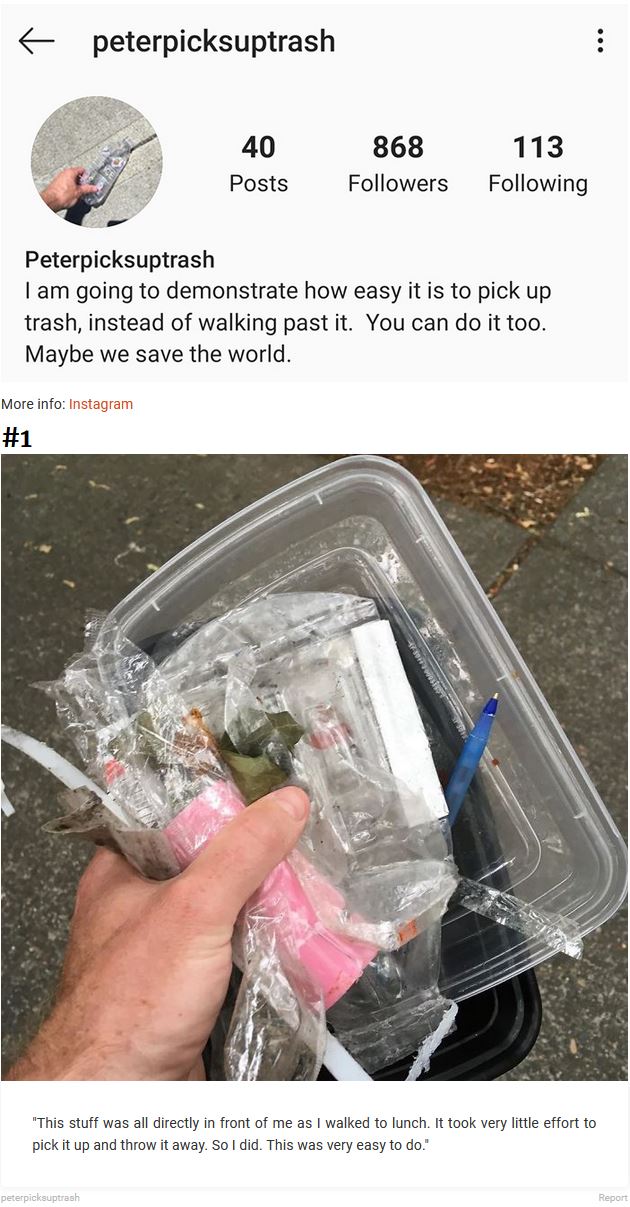 peterpicksuptrash
40
868
113
Posts
Followers
Following
Peterpicksuptrash
I am going to demonstrate how easy it is to pick up
trash, instead of walking past it.  You can do it too.
Maybe we save the world.
More info: Instagram
#1
"This stuff was all directly in front of me as I walked to lunch. It took very little effort to
pick it up and throw it away. So I did. This was very easy to do."
peterpicksuptrash
Report